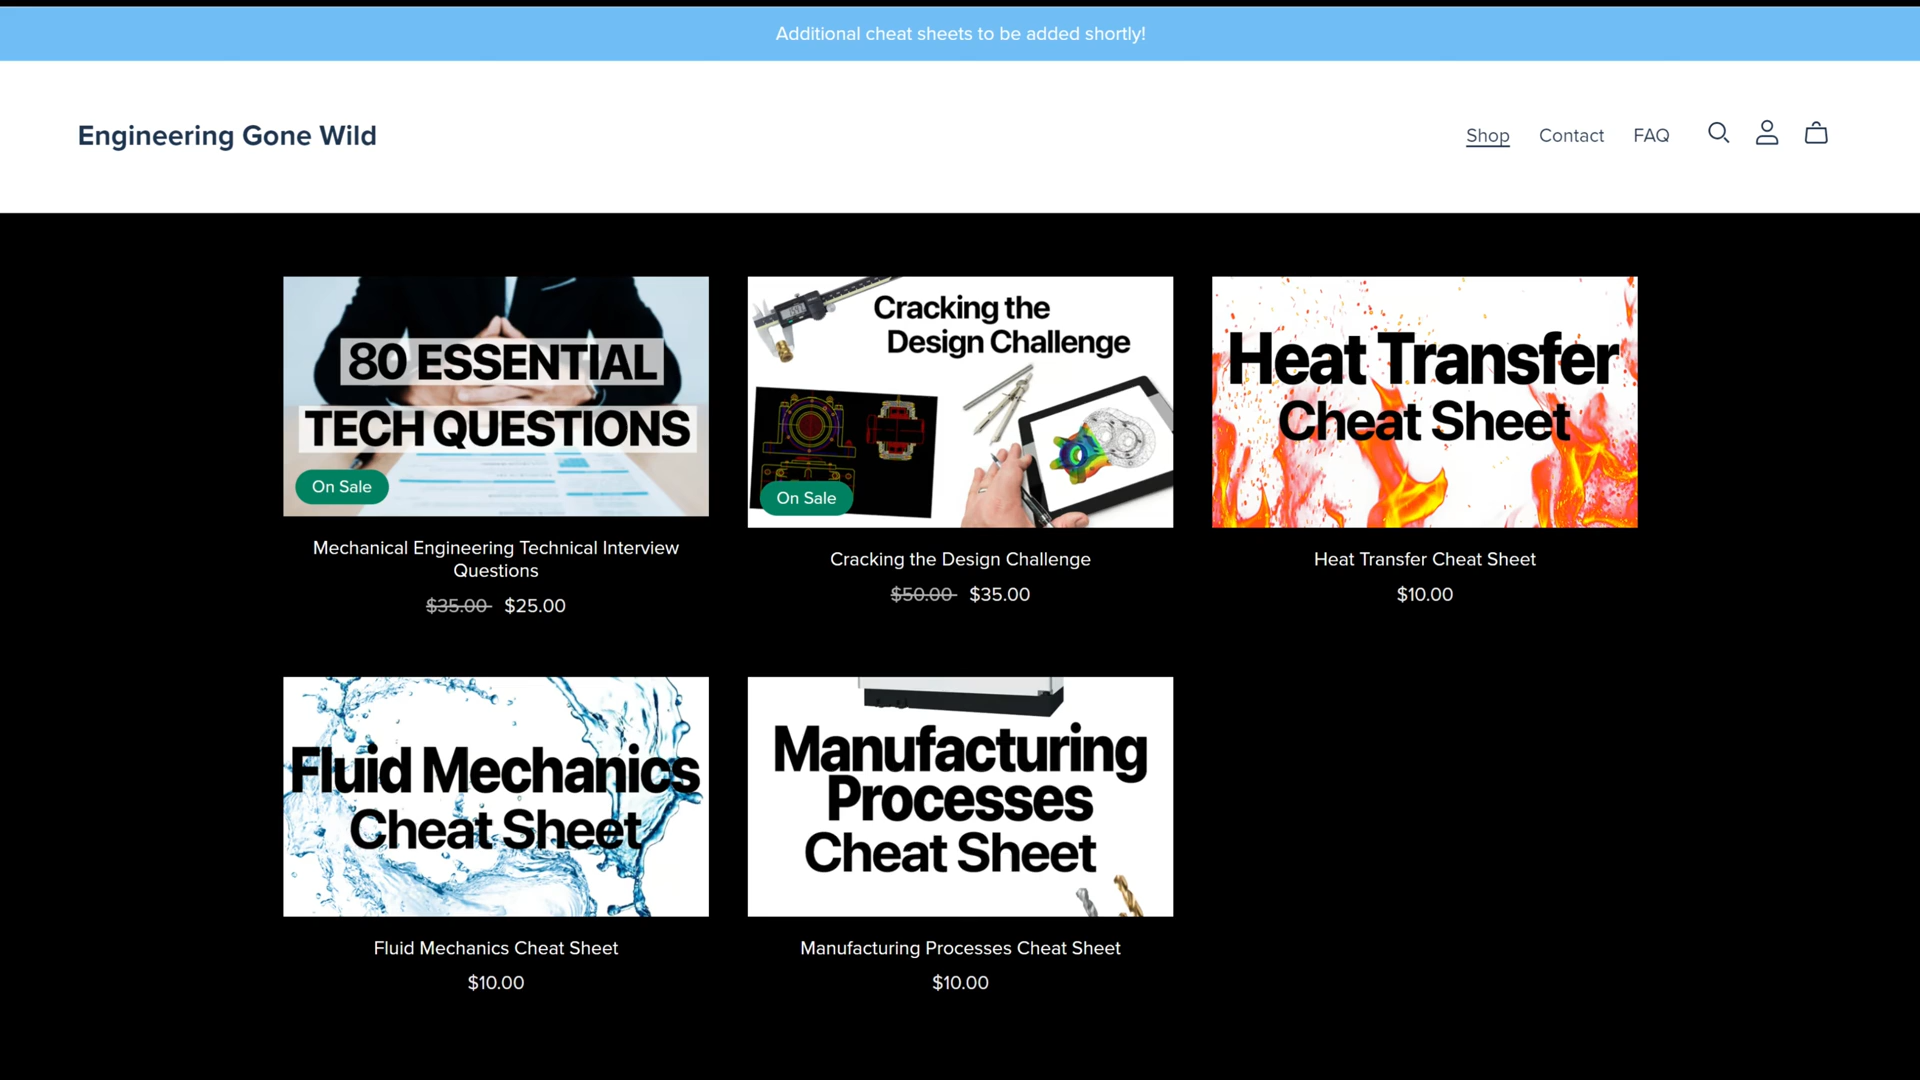 Additional cheat sheets to be added shortly!
Engineering Gone Wild
Shop
Contact
FAQ
80 ESSENTIAL
TECH QUESTIONS
On Sale
Mechanical Engineering Technical Interview
Questions
$35.00 $25.00
Cracking the
Design Challenge
On Sale
Cracking the Design Challenge
$50.00 $35.00
Heat Transfer
Cheat Sheet
Heat Transfer Cheat Sheet
$10.00
Fluid Mechanics
Cheat Sheet
Fluid Mechanics Cheat Sheet
$10.00
Manufacturing
Processes
Cheat Sheet
Manufacturing Processes Cheat Sheet
$10.00